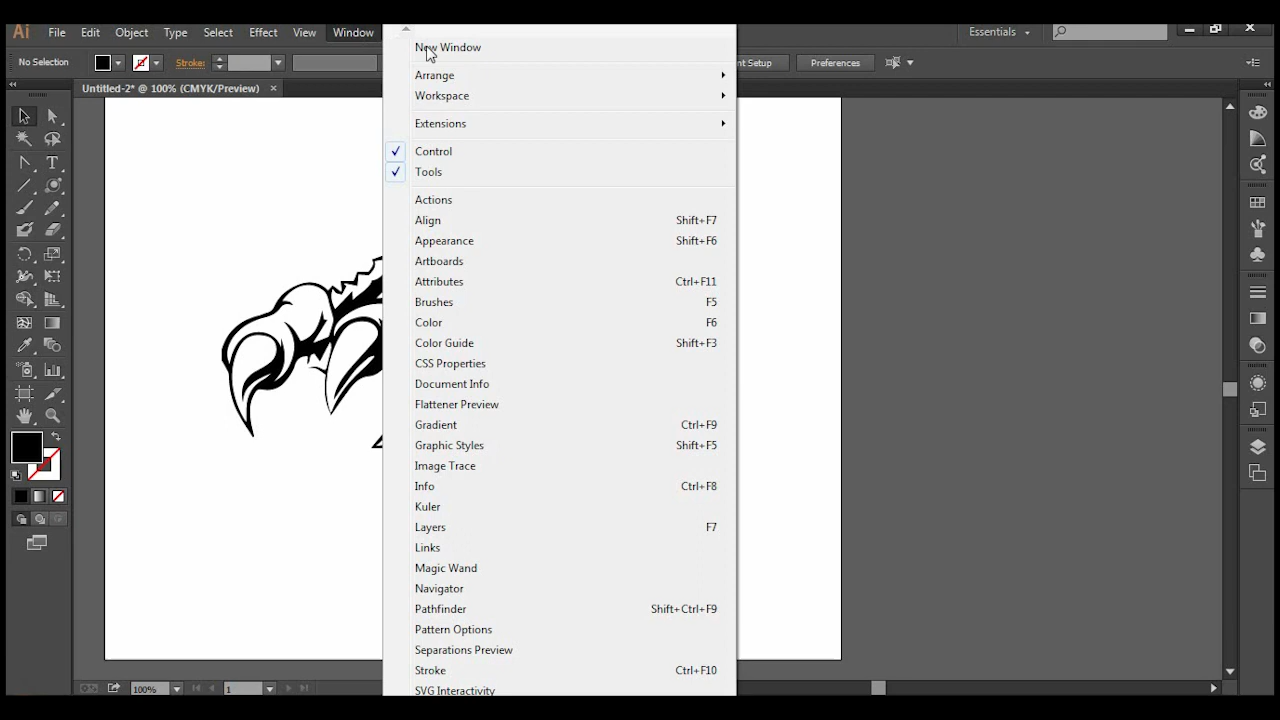 Ai File Edit Object Type Select Effect View Window Essentials
No Selection Stroke: nt Setup Preferences
Untitled-2* @ 100% (CMYK/Preview) ×
New Window
Arrange
Workspace
Extensions
Control
Tools
Actions
Align Shift+F7
Appearance Shift+F6
Artboards
Attributes Ctrl+F11
Brushes F5
Color F6
Color Guide Shift+F3
CSS Properties
Document Info
Flattener Preview
Gradient Ctrl+F9
Graphic Styles Shift+F5
Image Trace
Info Ctrl+F8
Kuler
Layers F7
Links
Magic Wand
Navigator
Pathfinder Shift+Ctrl+F9
Pattern Options
Separations Preview
Stroke Ctrl+F10
SVG Interactivity
100% 1